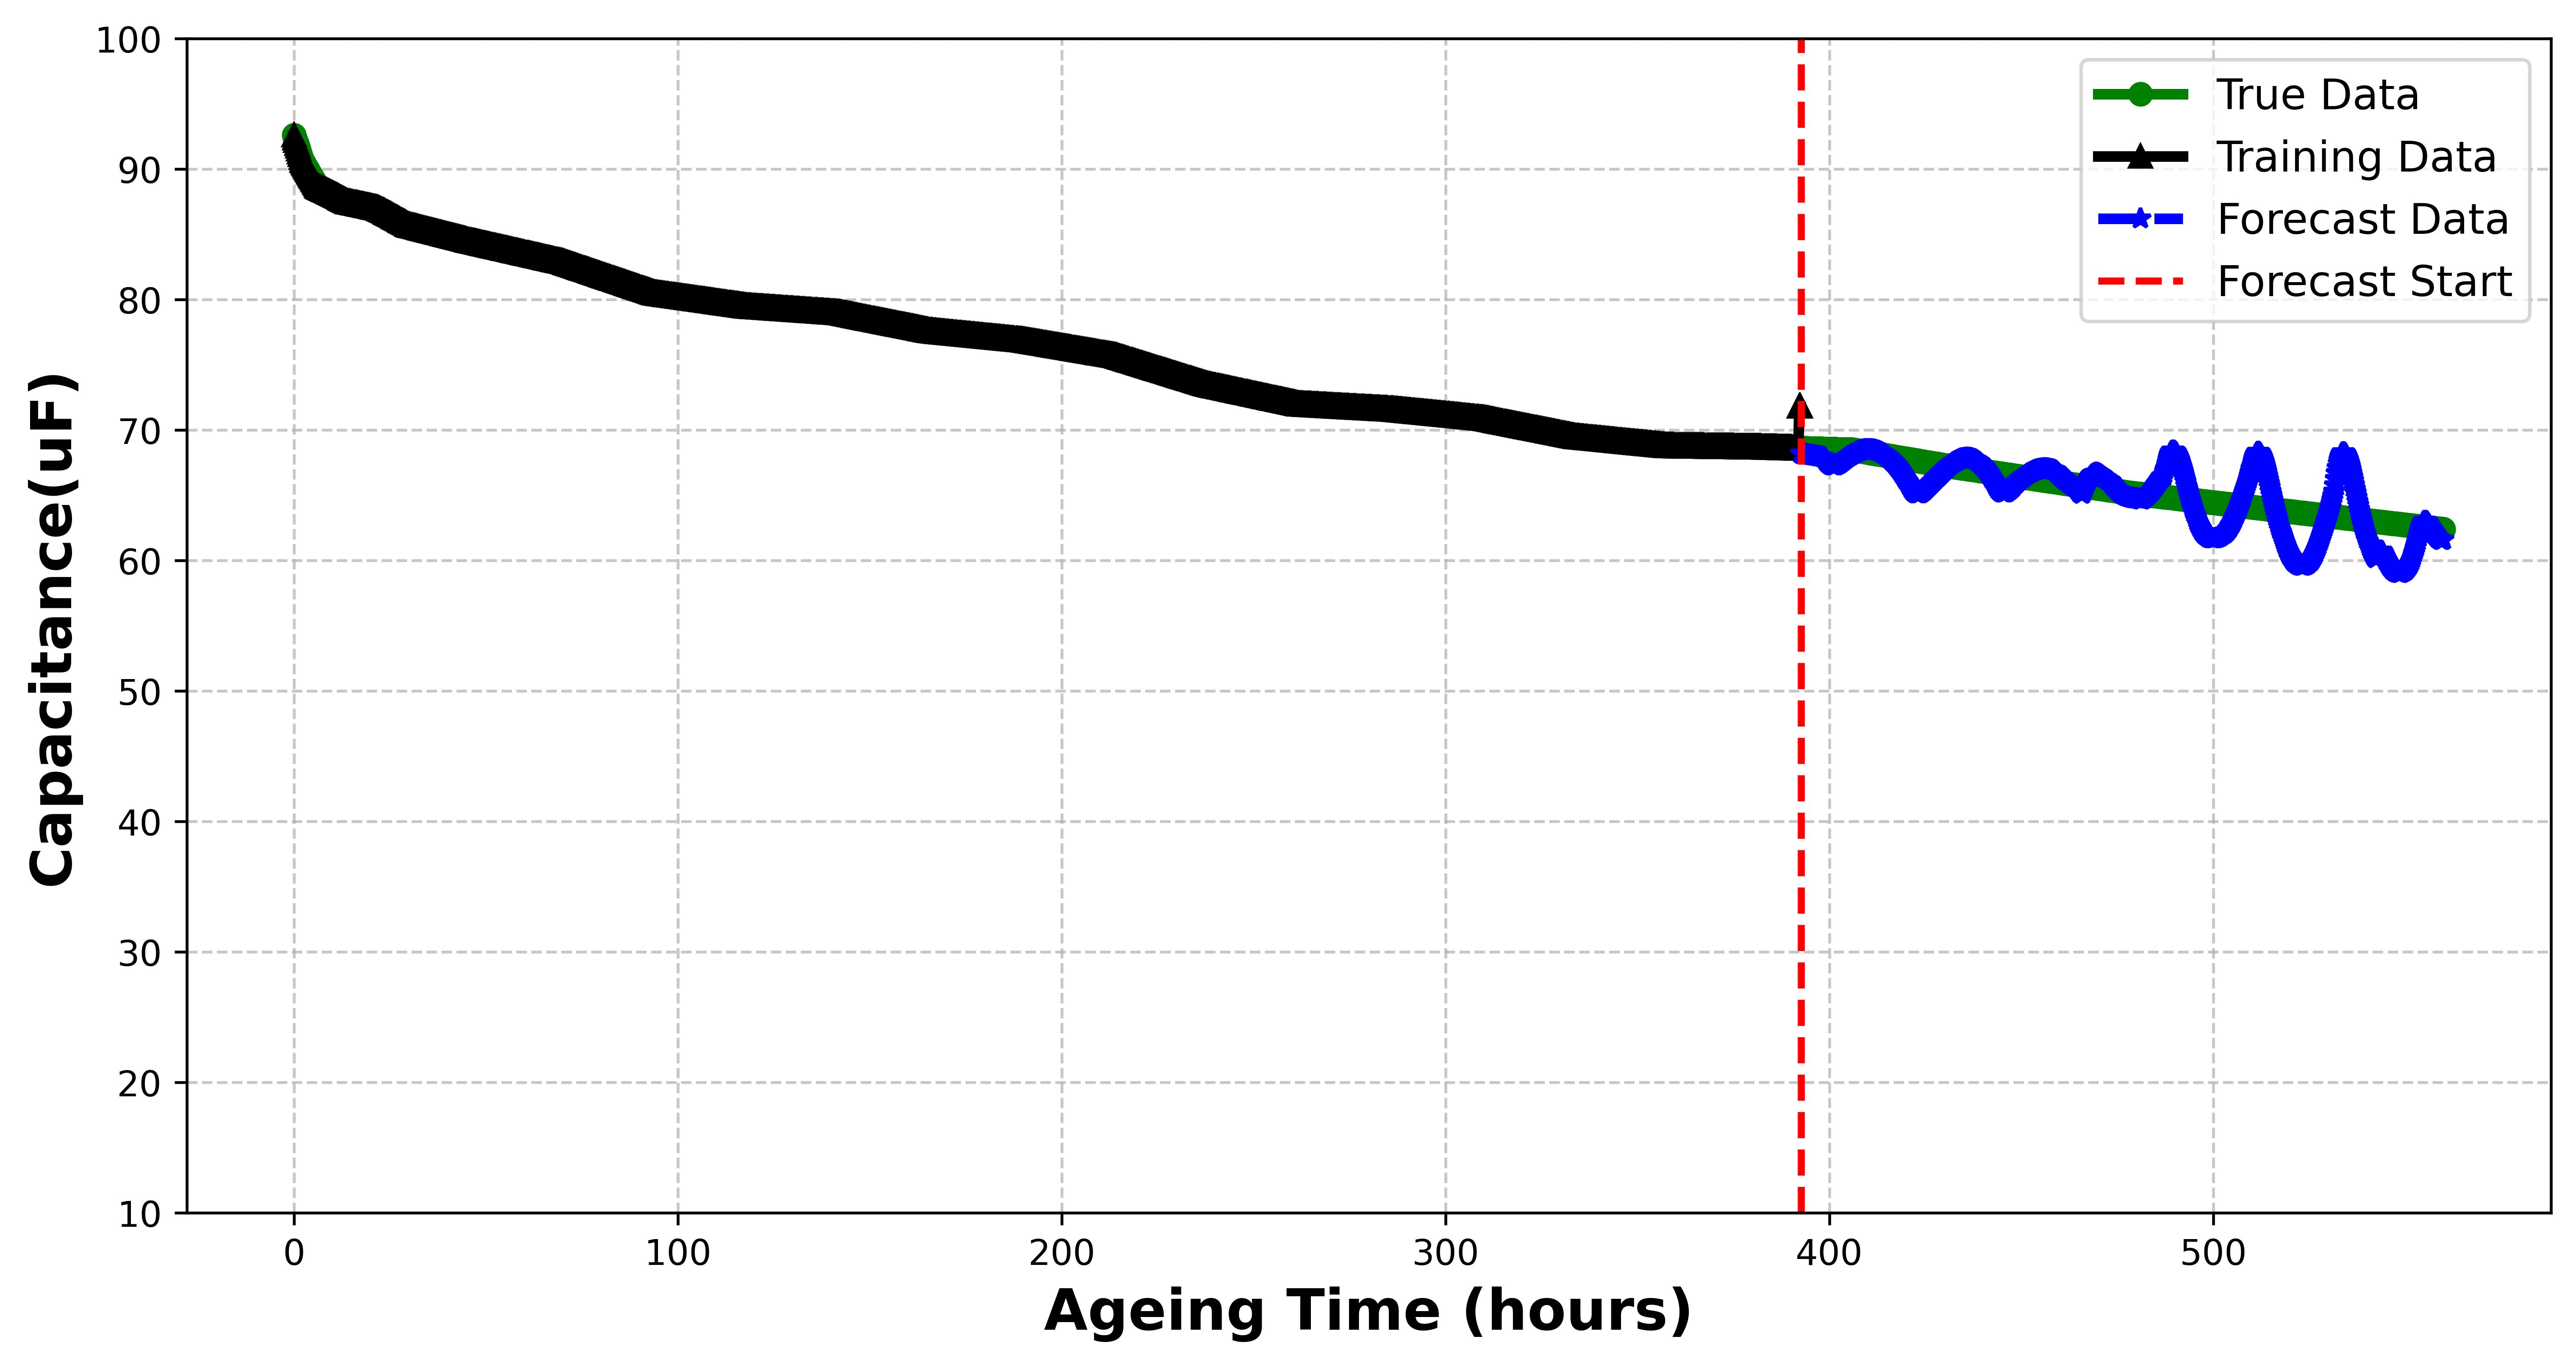 True Data
Training Data
Forecast Data
Forecast Start
Capacitance(uF)
100
90
80
70
60
50
40
30
20
10
0 100 200 300 400 500
Ageing Time (hours)